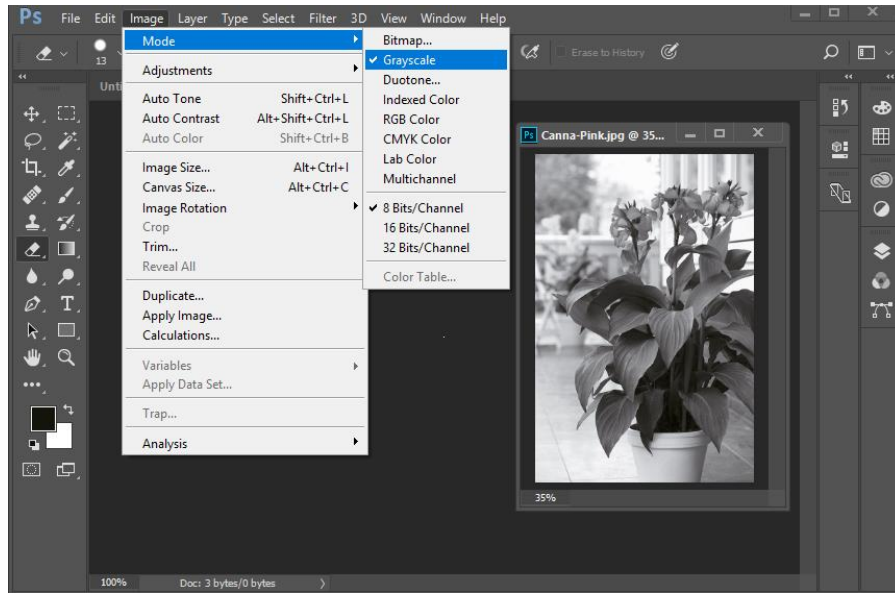 Ps File Edit Image Layer Type Select Filter 3D View Window Help
13
Erase to History
Unti
Mode
Adjustments
Auto Tone Shift+Ctrl+L
Auto Contrast Alt+Shift+Ctrl+L
Auto Color Shift+Ctrl+B
Image Size... Alt+Ctrl+I
Canvas Size... Alt+Ctrl+C
Image Rotation
Crop
Trim...
Reveal All
Duplicate...
Apply Image...
Calculations...
Variables
Apply Data Set...
Trap...
Analysis
Bitmap...
Grayscale
Duotone...
Indexed Color
RGB Color
CMYK Color
Lab Color
Multichannel
8 Bits/Channel
16 Bits/Channel
32 Bits/Channel
Color Table...
Ps Canna-Pink.jpg @ 35...
35%
100% Doc: 3 bytes/0 bytes